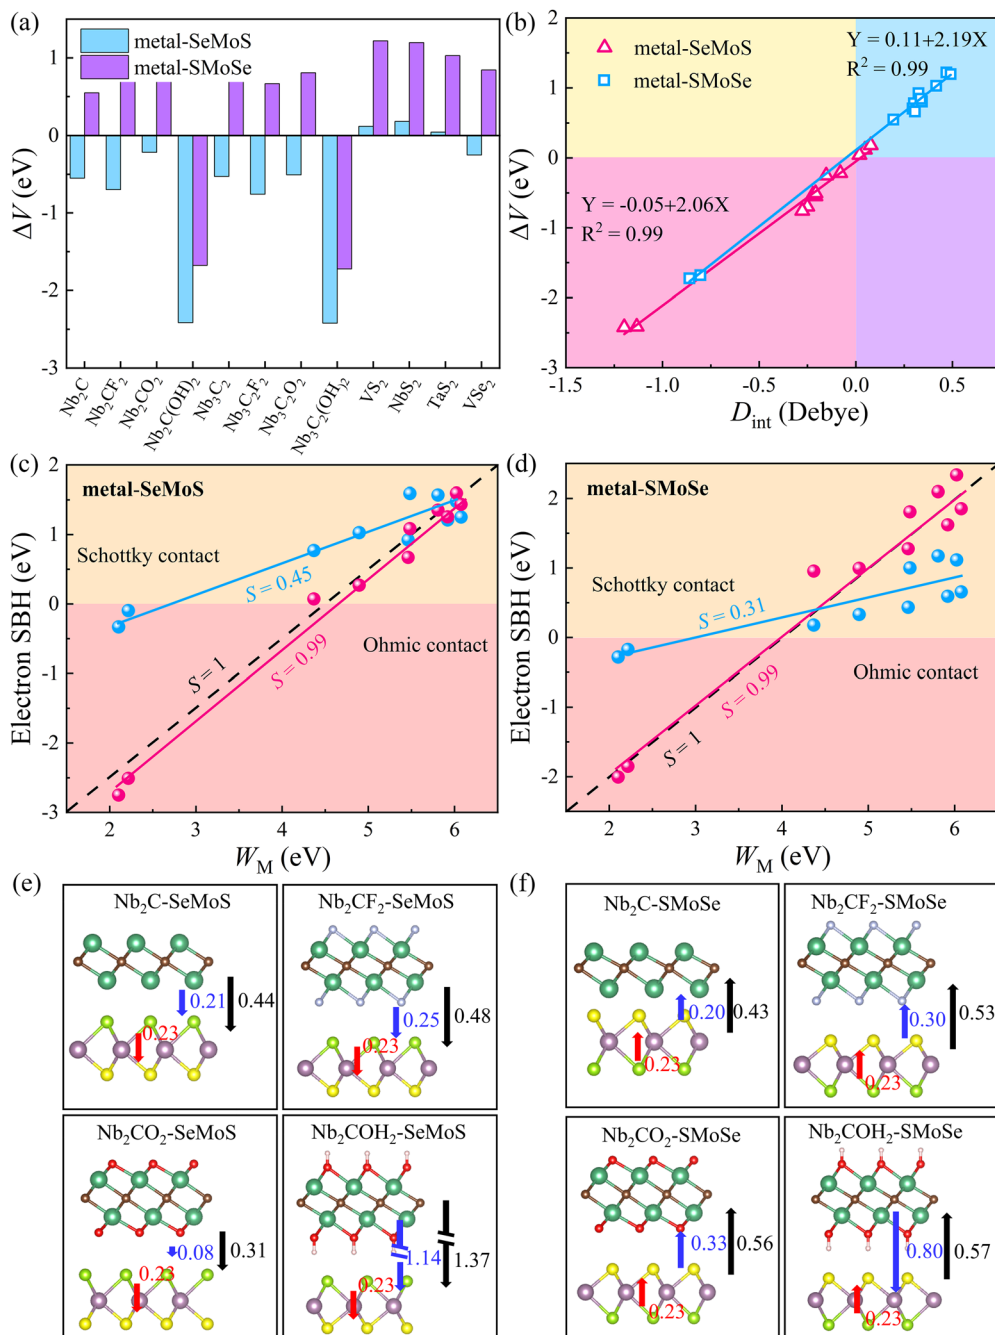 (a)
metal-SeMoS
metal-SMoSe
1
0
-1
-2
-3
ΔV (eV)
Nb₂C
Nb₂CF₂
Nb₂CO₂
Nb₂C(OH)₂
Nb₃C₂
Nb₃C₂F₂
Nb₃C₂O₂
Nb₃C₂(OH)₂
VS₂
NbS₂
TaS₂
VSe₂
(b)
metal-SeMoS
metal-SMoSe
Y = 0.11+2.19X
R² = 0.99
Y = -0.05+2.06X
R² = 0.99
2
1
0
-1
-2
-3
ΔV (eV)
-1.5
-1.0
-0.5
0.0
0.5
D_int (Debye)
(c)
metal-SeMoS
Schottky contact
S = 0.45
Ohmic contact
S = 1
S = 0.99
2
1
0
-1
-2
-3
Electron SBH (eV)
2
3
4
5
6
W_M (eV)
(d)
metal-SMoSe
Schottky contact
S = 0.31
Ohmic contact
S = 0.99
S = 1
2
1
0
-1
-2
Electron SBH (eV)
2
3
4
5
6
W_M (eV)
(e)
Nb₂C-SeMoS
0.21
0.44
0.23
Nb₂CF₂-SeMoS
0.25
0.48
0.23
Nb₂CO₂-SeMoS
0.08
0.31
0.23
Nb₂COH₂-SeMoS
1.14
1.37
0.23
(f)
Nb₂C-SMoSe
0.20
0.43
0.23
Nb₂CF₂-SMoSe
0.30
0.53
0.23
Nb₂CO₂-SMoSe
0.33
0.56
0.23
Nb₂COH₂-SMoSe
0.80
0.57
0.23